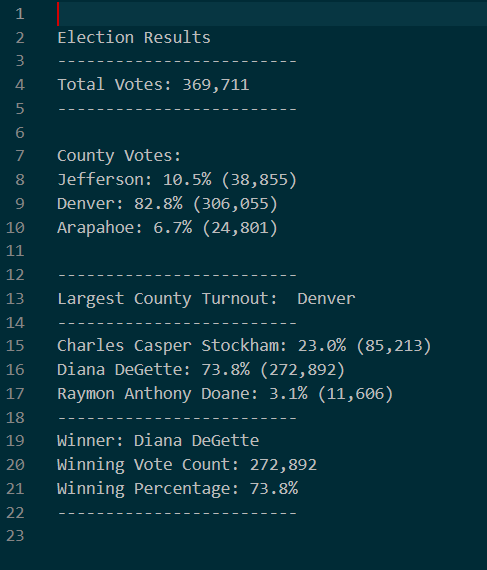 1
2 Election Results
3 -------------------------
4 Total Votes: 369,711
5 -------------------------
6
7 County Votes:
8 Jefferson: 10.5% (38,855)
9 Denver: 82.8% (306,055)
10 Arapahoe: 6.7% (24,801)
11
12 -------------------------
13 Largest County Turnout:  Denver
14 -------------------------
15 Charles Casper Stockham: 23.0% (85,213)
16 Diana DeGette: 73.8% (272,892)
17 Raymon Anthony Doane: 3.1% (11,606)
18 -------------------------
19 Winner: Diana DeGette
20 Winning Vote Count: 272,892
21 Winning Percentage: 73.8%
22 -------------------------
23